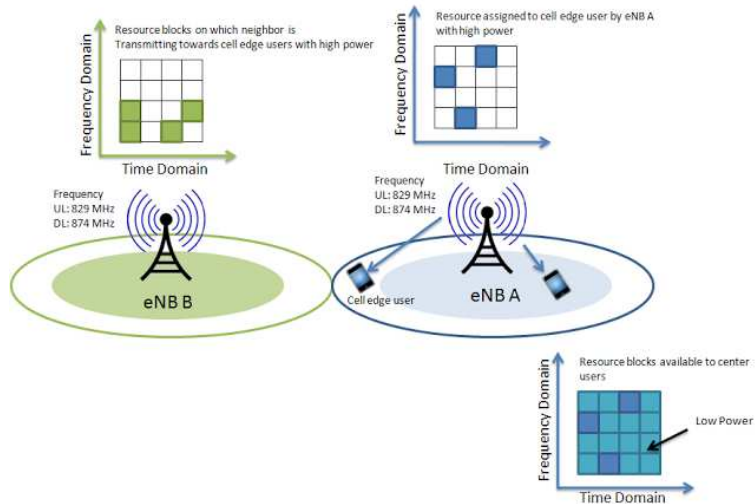 Resource blocks on which neighbor is
Transmitting towards cell edge users with high power
Frequency Domain
Time Domain
Resource assigned to cell edge user by eNB A
with high power
Frequency Domain
Time Domain
Frequency
UL: 829 MHz
DL: 874 MHz
Frequency
UL: 829 MHz
DL: 874 MHz
eNB B
eNB A
Cell edge user
Resource blocks available to center
users
Frequency Domain
Low Power
Time Domain